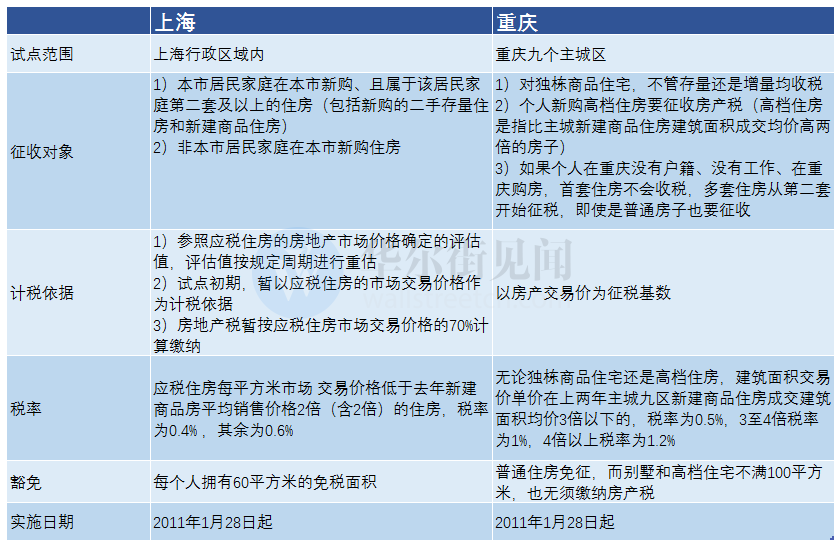 上海
重庆
试点范围
上海行政区域内
重庆九个主城区
征收对象
1）本市居民家庭在本市新购、且属于该居民家
庭第二套及以上的住房（包括新购的二手存量住
房和新建商品住房）
2）非本市居民家庭在本市新购住房
1）对独栋商品住宅，不管存量还是增量均收税
2）个人新购高档住房要征收房产税（高档住房
是指比主城新建商品住房建筑面积成交均价高两
倍的房子）
3）如果个人在重庆没有户籍、没有工作、在重
庆购房，首套住房不会收税，多套住房从第二套
开始征税，即使是普通房子也要征收
计税依据
1）参照应税住房的房地产市场价格确定的评估
值，评估值按规定周期进行重估
2）试点初期，暂以应税住房的市场交易价格作
为计税依据
3）房地产税暂按应税住房市场交易价格的70%计
算缴纳
以房产交易价为征税基数
税率
应税住房每平方米市场 交易价格低于去年新建
商品房平均销售价格2倍（含2倍）的住房，税率
为0.4% ，其余为0.6%
无论独栋商品住宅还是高档住房，建筑面积交易
价单价在上两年主城九区新建商品住房成交建筑
面积均价3倍以下的，税率为0.5%，3至4倍税率
为1%，4倍以上税率为1.2%
豁免
每个人拥有60平方米的免税面积
普通住房免征，而别墅和高档住宅不满100平方
米，也无须缴纳房产税
实施日期
2011年1月28日起
2011年1月28日起
华尔街见闻